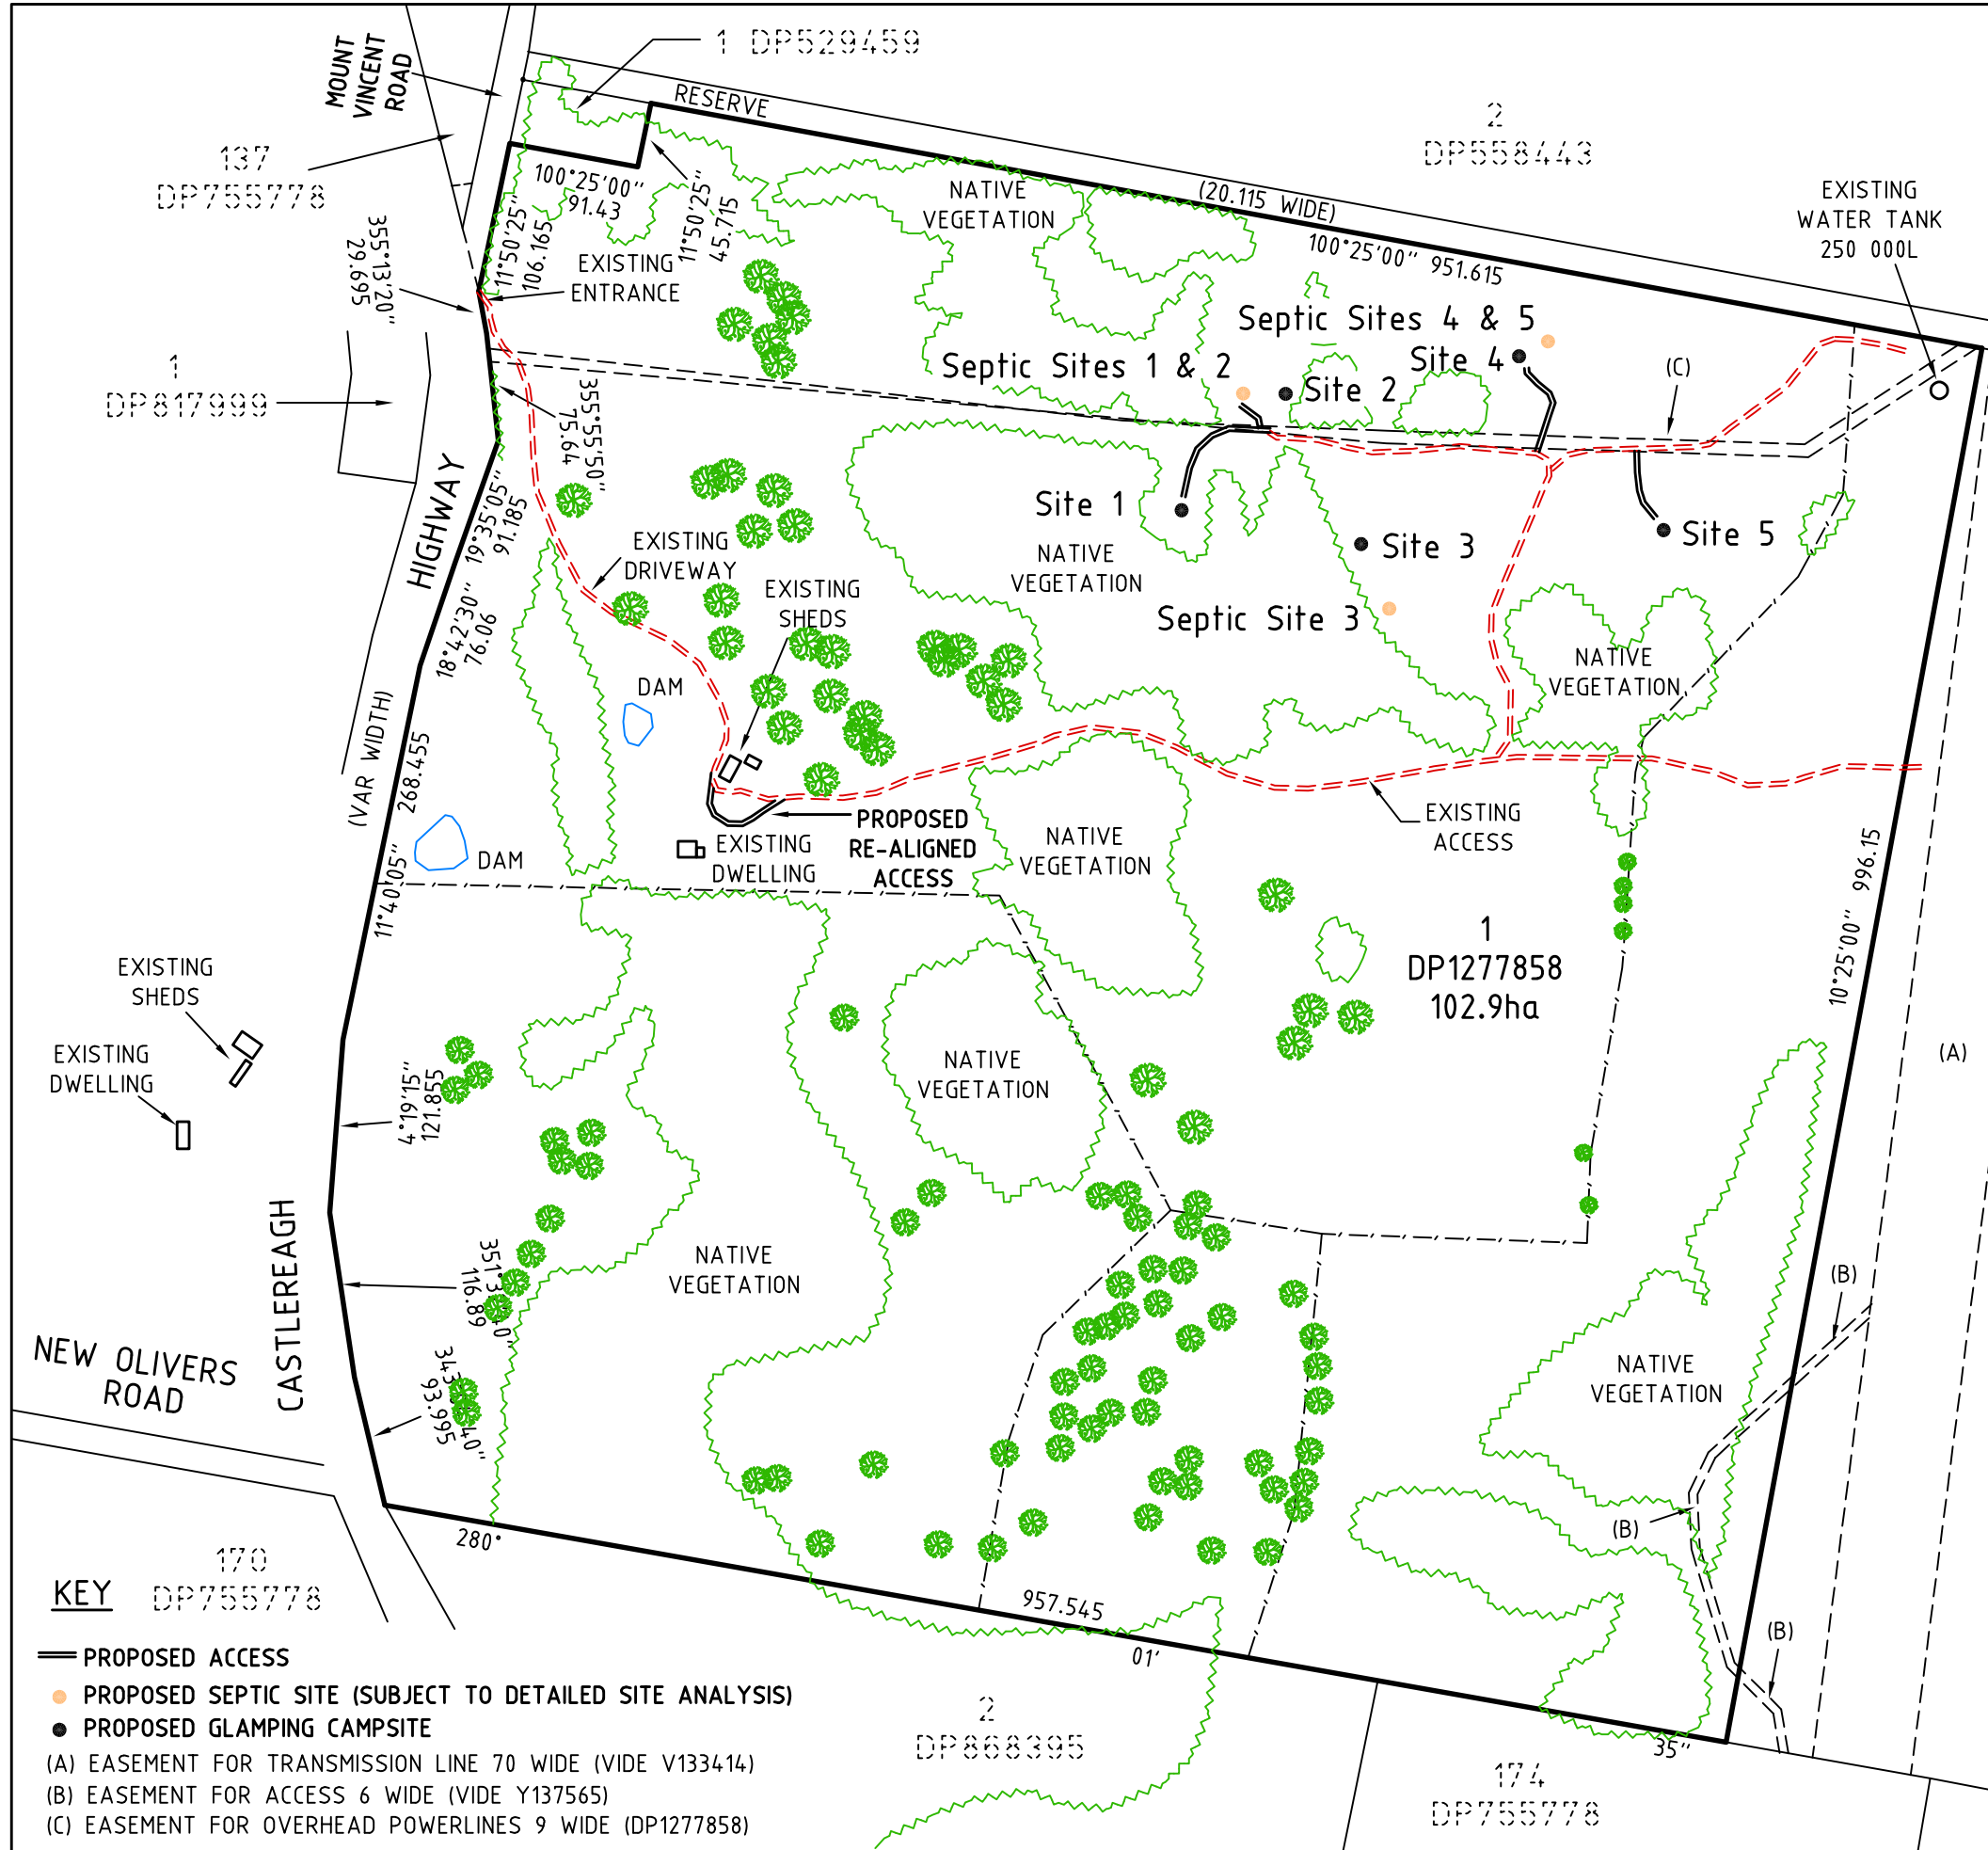 1 DP529459
MOUNT
VINCENT
ROAD
RESERVE
2
DP558443
137
DP755778
100°25'00"
91.43
11°50'25"
45.715
NATIVE
VEGETATION
(20.115 WIDE)
100°25'00" 951.615
EXISTING
WATER TANK
250 000L
355°13'20"
29.695
11°50'25"
106.165
EXISTING
ENTRANCE
Septic Sites 4 & 5
Septic Sites 1 & 2
Site 4
Site 2
(C)
1
DP817999
355°55'50"
75.64
HIGHWAY
19°35'05"
91.185
Site 1
Site 3
Site 5
EXISTING
DRIVEWAY
NATIVE
VEGETATION
EXISTING
SHEDS
Septic Site 3
18°42'30"
76.06
DAM
NATIVE
VEGETATION
(VAR WIDTH)
268.455
11°40'05"
DAM
EXISTING
DWELLING
PROPOSED
RE-ALIGNED
ACCESS
NATIVE
VEGETATION
EXISTING
ACCESS
996.15
10°25'00"
1
DP1277858
102.9ha
EXISTING
SHEDS
EXISTING
DWELLING
4°19'15"
121.855
NATIVE
VEGETATION
(A)
NATIVE
VEGETATION
116.89
(B)
CASTLEREAGH
NEW OLIVERS
ROAD
93.995
NATIVE
VEGETATION
(B)
280°
957.545
01'
35"
(B)
170
DP755778
2
DP868395
174
DP755778
KEY
PROPOSED ACCESS
PROPOSED SEPTIC SITE (SUBJECT TO DETAILED SITE ANALYSIS)
PROPOSED GLAMPING CAMPSITE
(A) EASEMENT FOR TRANSMISSION LINE 70 WIDE (VIDE V133414)
(B) EASEMENT FOR ACCESS 6 WIDE (VIDE Y137565)
(C) EASEMENT FOR OVERHEAD POWERLINES 9 WIDE (DP1277858)